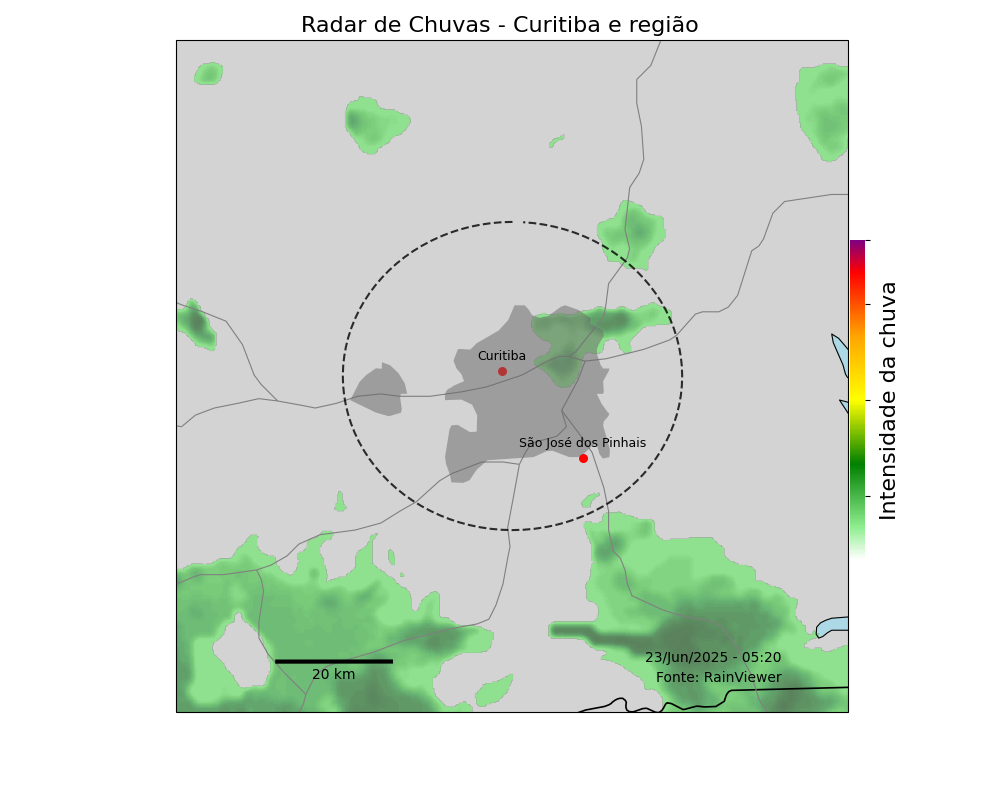 Radar de Chuvas - Curitiba e região
Curitiba
São José dos Pinhais
Intensidade da chuva
23/Jun/2025 - 05:20
20 km
Fonte: RainViewer